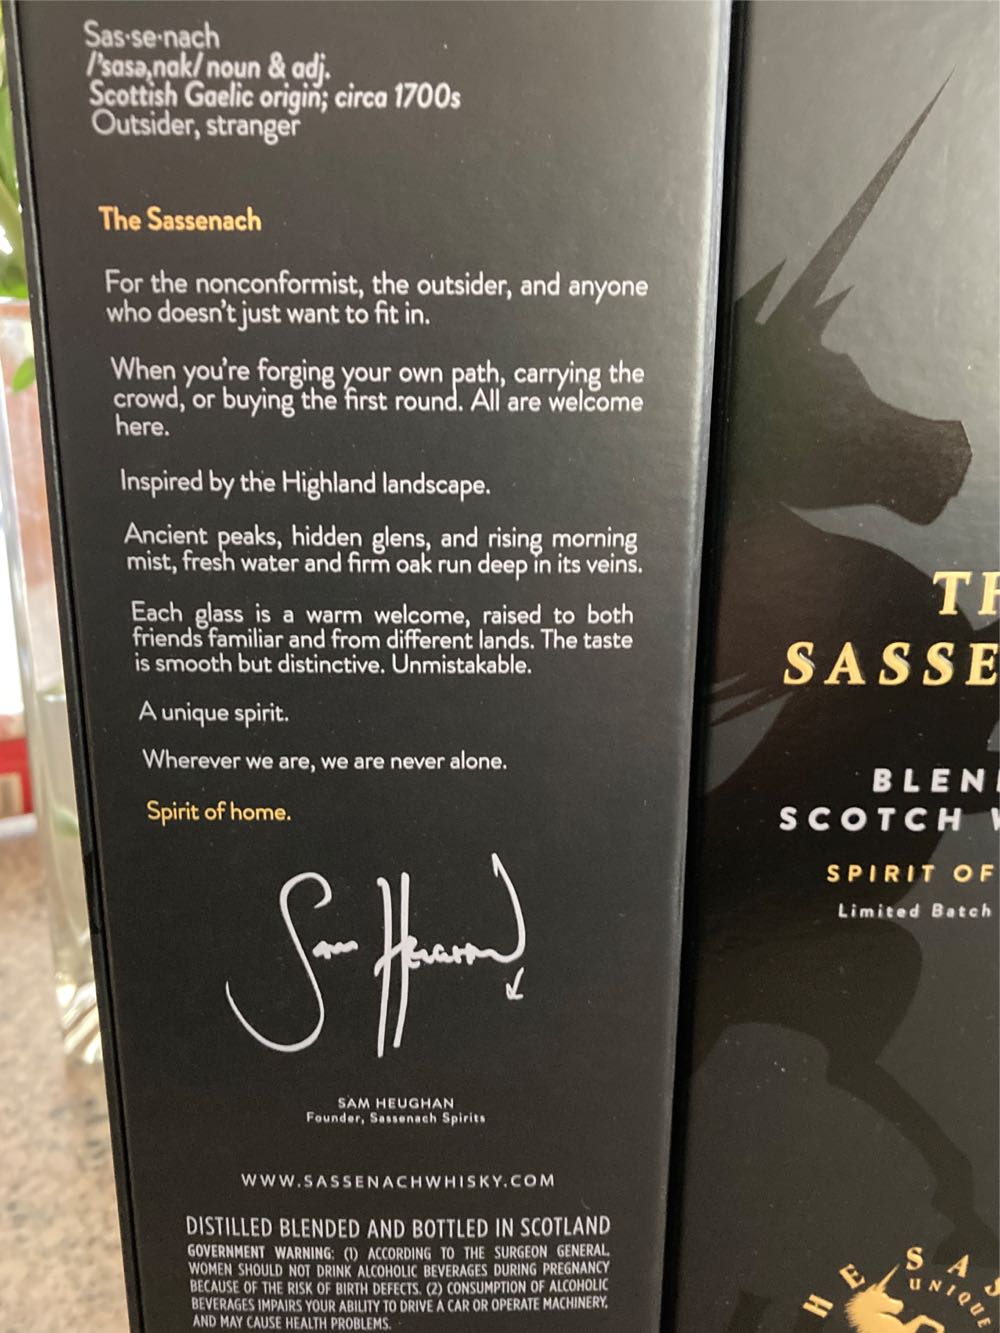 Sas·se·nach
/'sasə,nak/ noun & adj.
Scottish Gaelic origin; circa 1700s
Outsider, stranger
The Sassenach
For the nonconformist, the outsider, and anyone
who doesn't just want to fit in.
When you're forging your own path, carrying the
crowd, or buying the first round. All are welcome
here.
Inspired by the Highland landscape.
Ancient peaks, hidden glens, and rising morning
mist, fresh water and firm oak run deep in its veins.
Each glass is a warm welcome, raised to both
friends familiar and from different lands. The taste
is smooth but distinctive. Unmistakable.
A unique spirit.
Wherever we are, we are never alone.
Spirit of home.
Sam Heughan
SAM HEUGHAN
Founder, Sassenach Spirits
WWW.SASSENACHWHISKY.COM
DISTILLED BLENDED AND BOTTLED IN SCOTLAND
GOVERNMENT WARNING: (1) ACCORDING TO THE SURGEON GENERAL,
WOMEN SHOULD NOT DRINK ALCOHOLIC BEVERAGES DURING PREGNANCY
BECAUSE OF THE RISK OF BIRTH DEFECTS. (2) CONSUMPTION OF ALCOHOLIC
BEVERAGES IMPAIRS YOUR ABILITY TO DRIVE A CAR OR OPERATE MACHINERY,
AND MAY CAUSE HEALTH PROBLEMS.
TH
SASSE
BLEN
SCOTCH W
SPIRIT OF
Limited Batch
HE SAS
UNIQUE